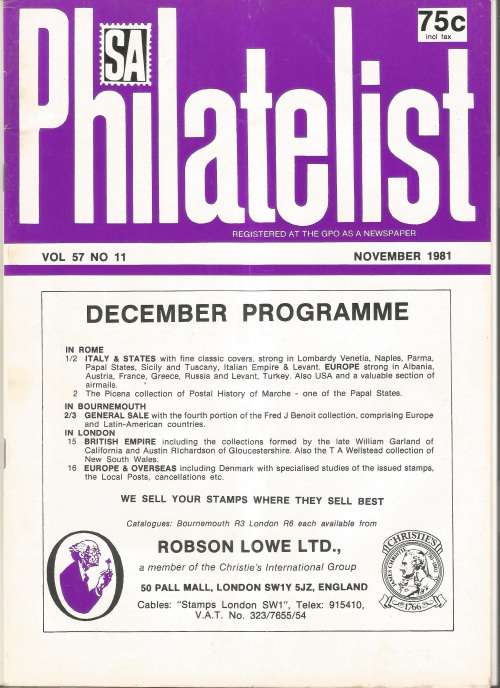 75c
incl tax
SA
Philatelist
REGISTERED AT THE GPO AS A NEWSPAPER
VOL 57 NO 11
NOVEMBER 1981
DECEMBER PROGRAMME
IN ROME
1/2 ITALY & STATES with fine classic covers, strong in Lombardy Venetia, Naples, Parma,
Papal States, Sicily and Tuscany, Italian Empire & Levant. EUROPE strong in Albania,
Austria, France, Greece, Russia and Levant, Turkey. Also USA and a valuable section of
airmails.
2 The Picena collection of Postal History of Marche - one of the Papal States.
IN BOURNEMOUTH
2/3 GENERAL SALE with the fourth portion of the Fred J Benoit collection, comprising Europe
and Latin-American countries.
IN LONDON
15 BRITISH EMPIRE including the collections formed by the late William Garland of
California and Austin RIchardson of Gloucestershire. Also the T A Wellstead collection of
New South Wales.
16 EUROPE & OVERSEAS including Denmark with specialised studies of the issued stamps,
the Local Posts, cancellations etc.
WE SELL YOUR STAMPS WHERE THEY SELL BEST
Catalogues: Bournemouth R3 London R6 each available from
ROBSON LOWE LTD.,
a member of the Christie's International Group
50 PALL MALL, LONDON SW1Y 5JZ, ENGLAND
Cables: "Stamps London SW1", Telex: 915410,
V.A.T. No. 323/7655/54
CHRISTIE'S
1766